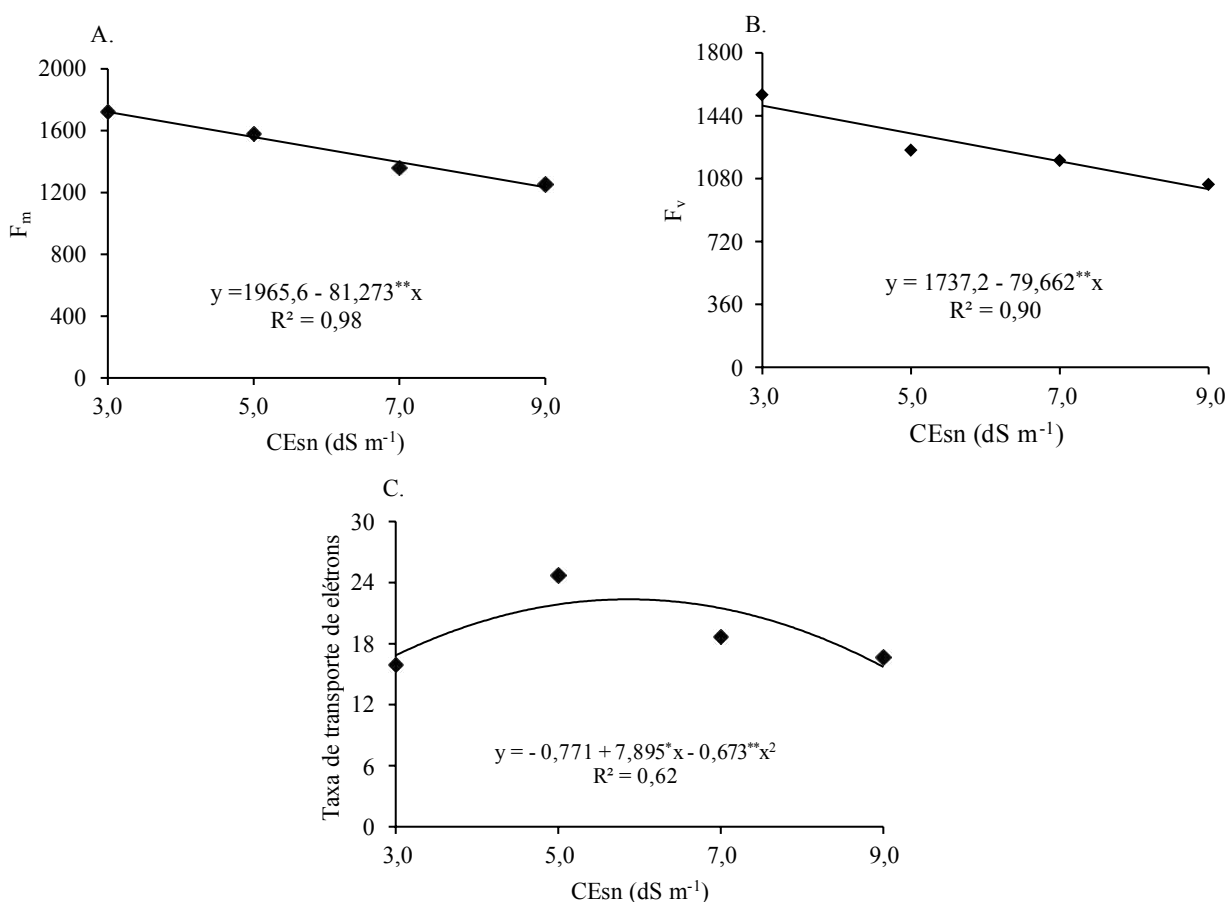 A.
2000
1600
1200
800
400
0
F_m
3,0 5,0 7,0 9,0
CEsn (dS m⁻¹)
y =1965,6 - 81,273**x
R² = 0,98
B.
1800
1440
1080
720
360
0
F_v
3,0 5,0 7,0 9,0
CEsn (dS m⁻¹)
y = 1737,2 - 79,662**x
R² = 0,90
C.
30
24
18
12
6
0
Taxa de transporte de elétrons
3,0 5,0 7,0 9,0
CEsn (dS m⁻¹)
y = - 0,771 + 7,895*x - 0,673**x²
R² = 0,62